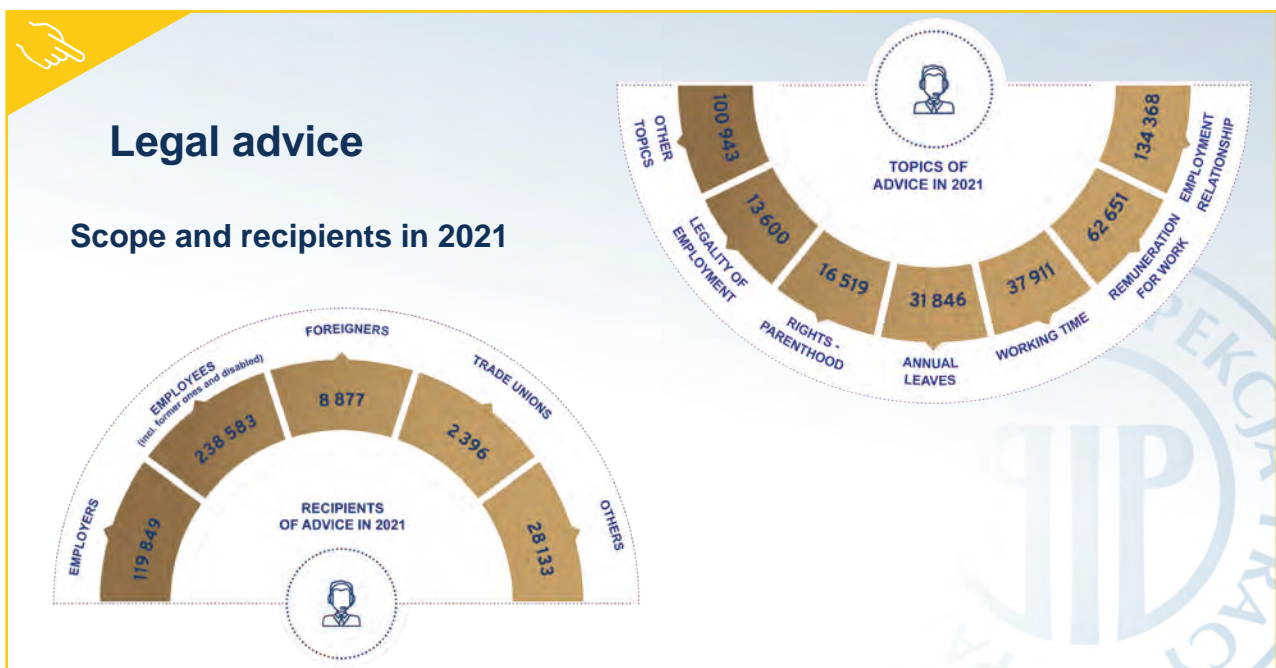 Legal advice
Scope and recipients in 2021
TOPICS OF
ADVICE IN 2021
OTHER
TOPICS
100 943
LEGALITY OF
EMPLOYMENT
13 600
RIGHTS -
PARENTHOOD
16 519
ANNUAL
LEAVES
31 846
WORKING TIME
37 911
REMUNERATION
FOR WORK
62 651
EMPLOYMENT
RELATIONSHIP
134 368
RECIPIENTS
OF ADVICE IN 2021
EMPLOYERS
119 849
EMPLOYEES
(incl. former ones and disabled)
238 583
FOREIGNERS
8 877
TRADE UNIONS
2 396
OTHERS
28 133